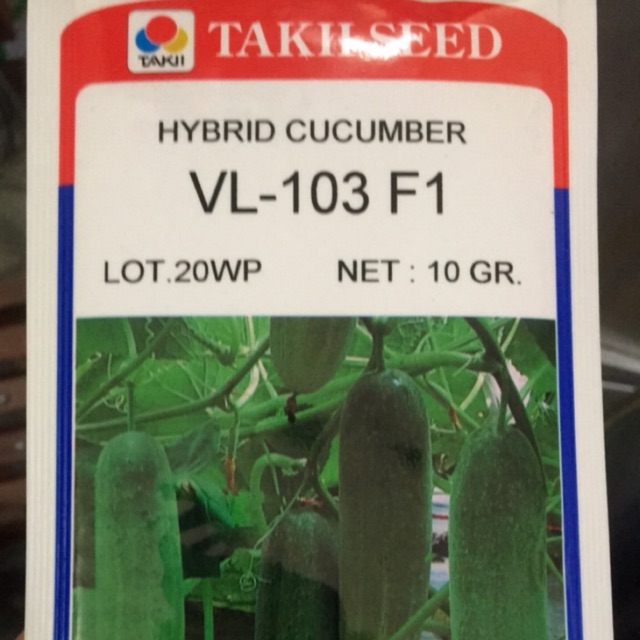 TAKII
TAKII SEED
HYBRID CUCUMBER
VL-103 F1
LOT.20WP NET : 10 GR.